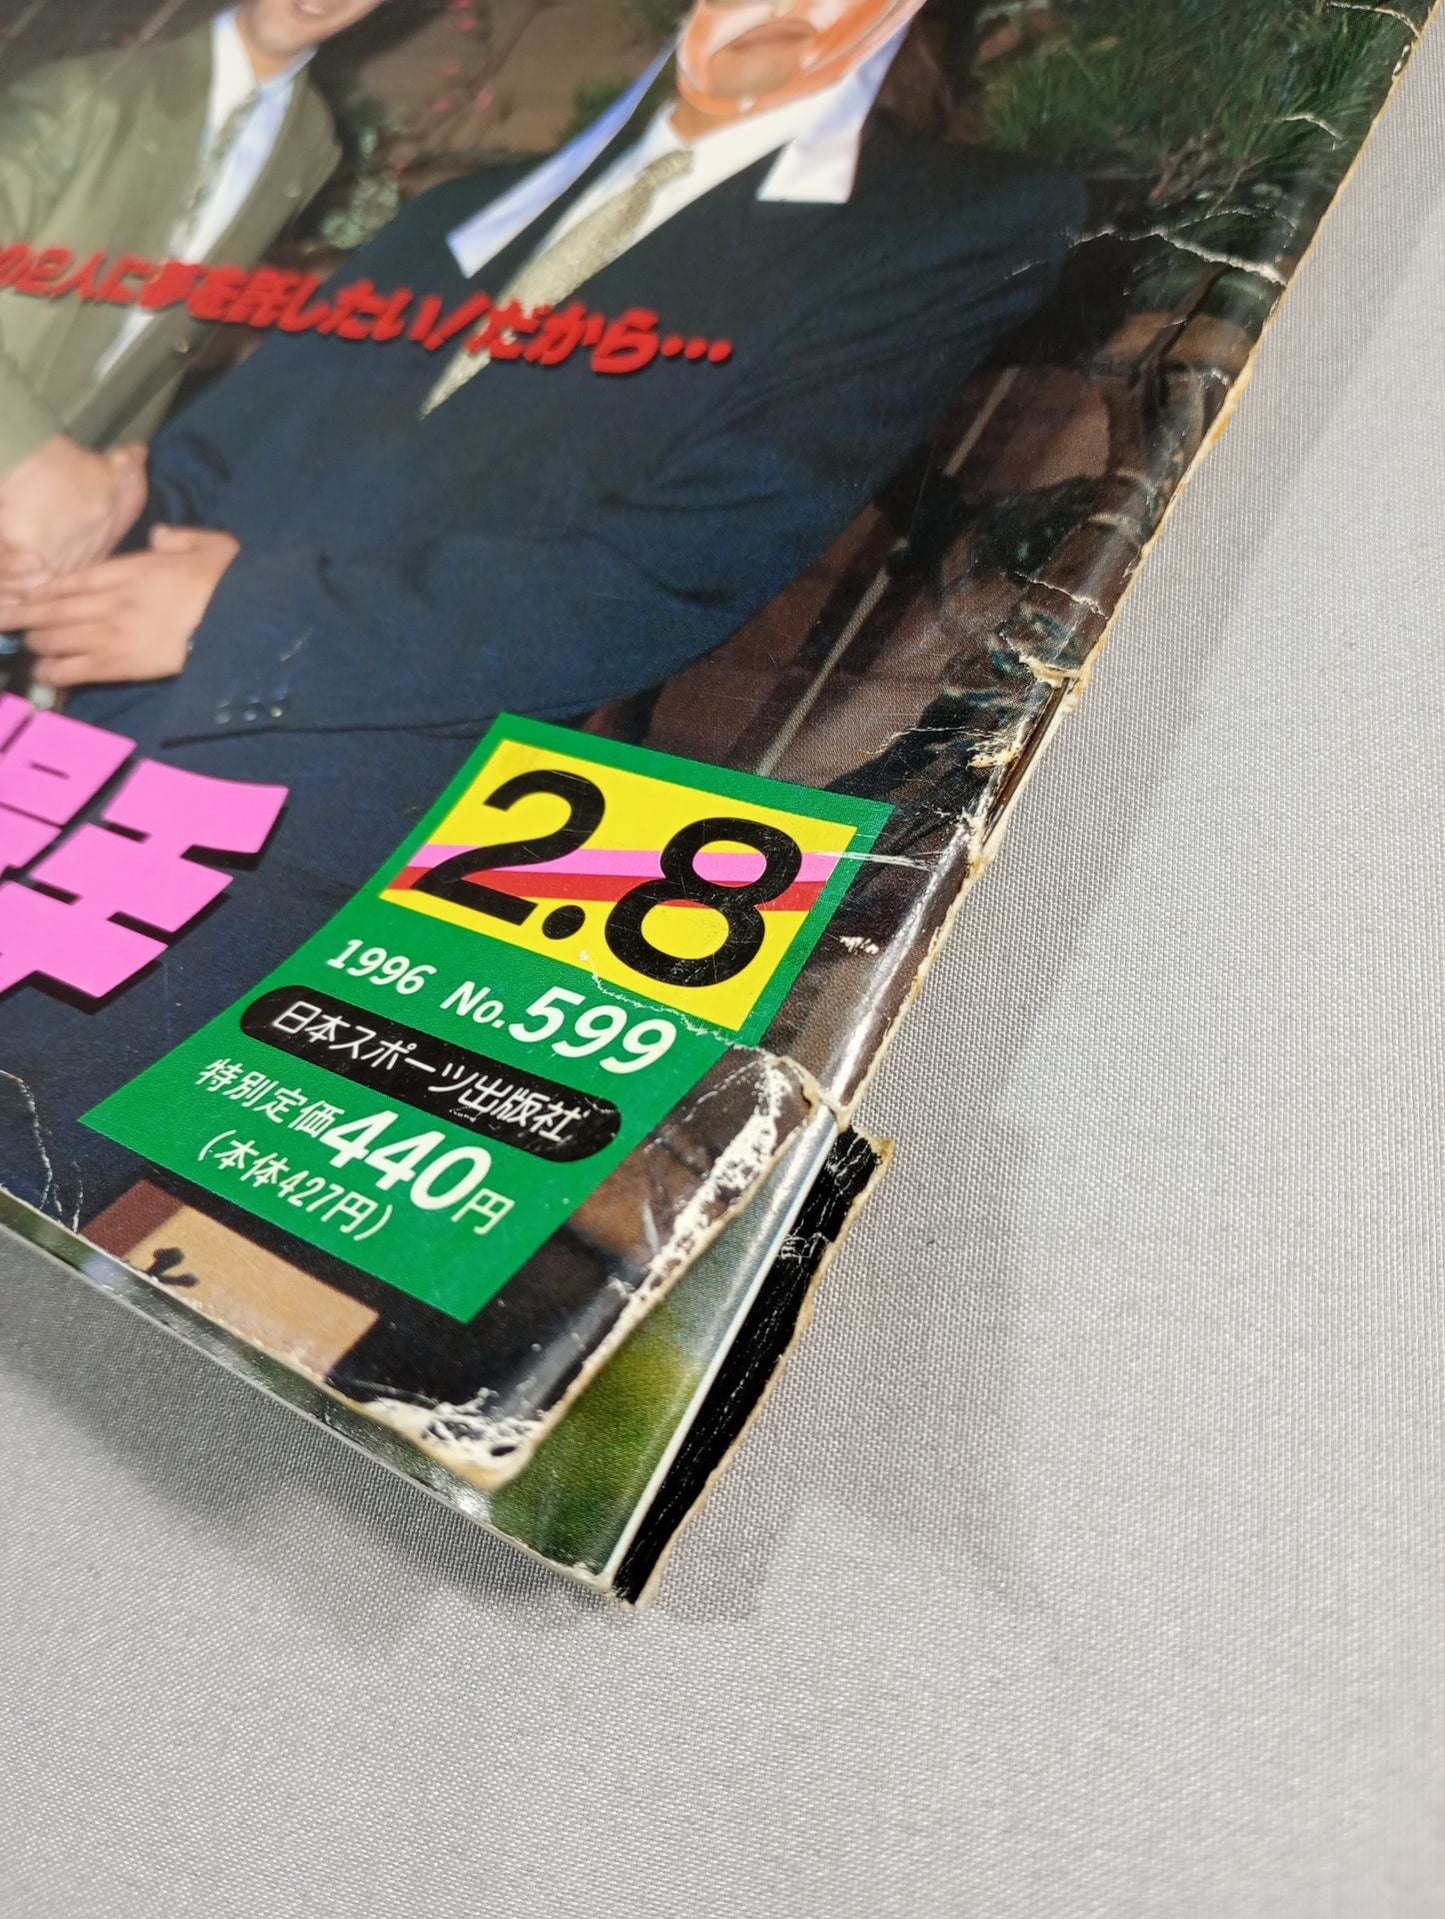 の2人に夢を託したい!だから…
2.8
1996 No.599
日本スポーツ出版社
特別定価440円
(本体427円)